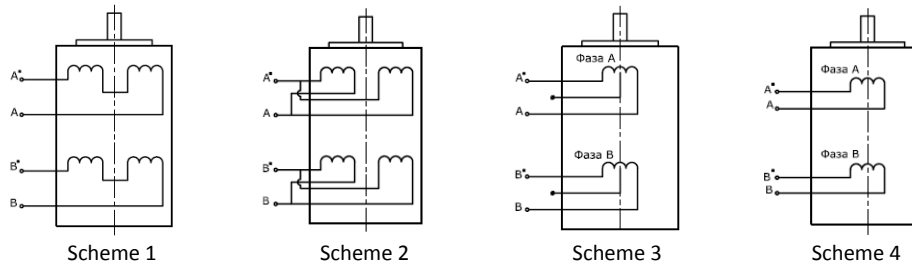 Фаза А
А*
А
Фаза В
В*
В
А*
А
В*
В
А*
А
Фаза А
Фаза В
В*
В
А*
А
В*
В
Scheme 1
Scheme 2
Scheme 3
Scheme 4